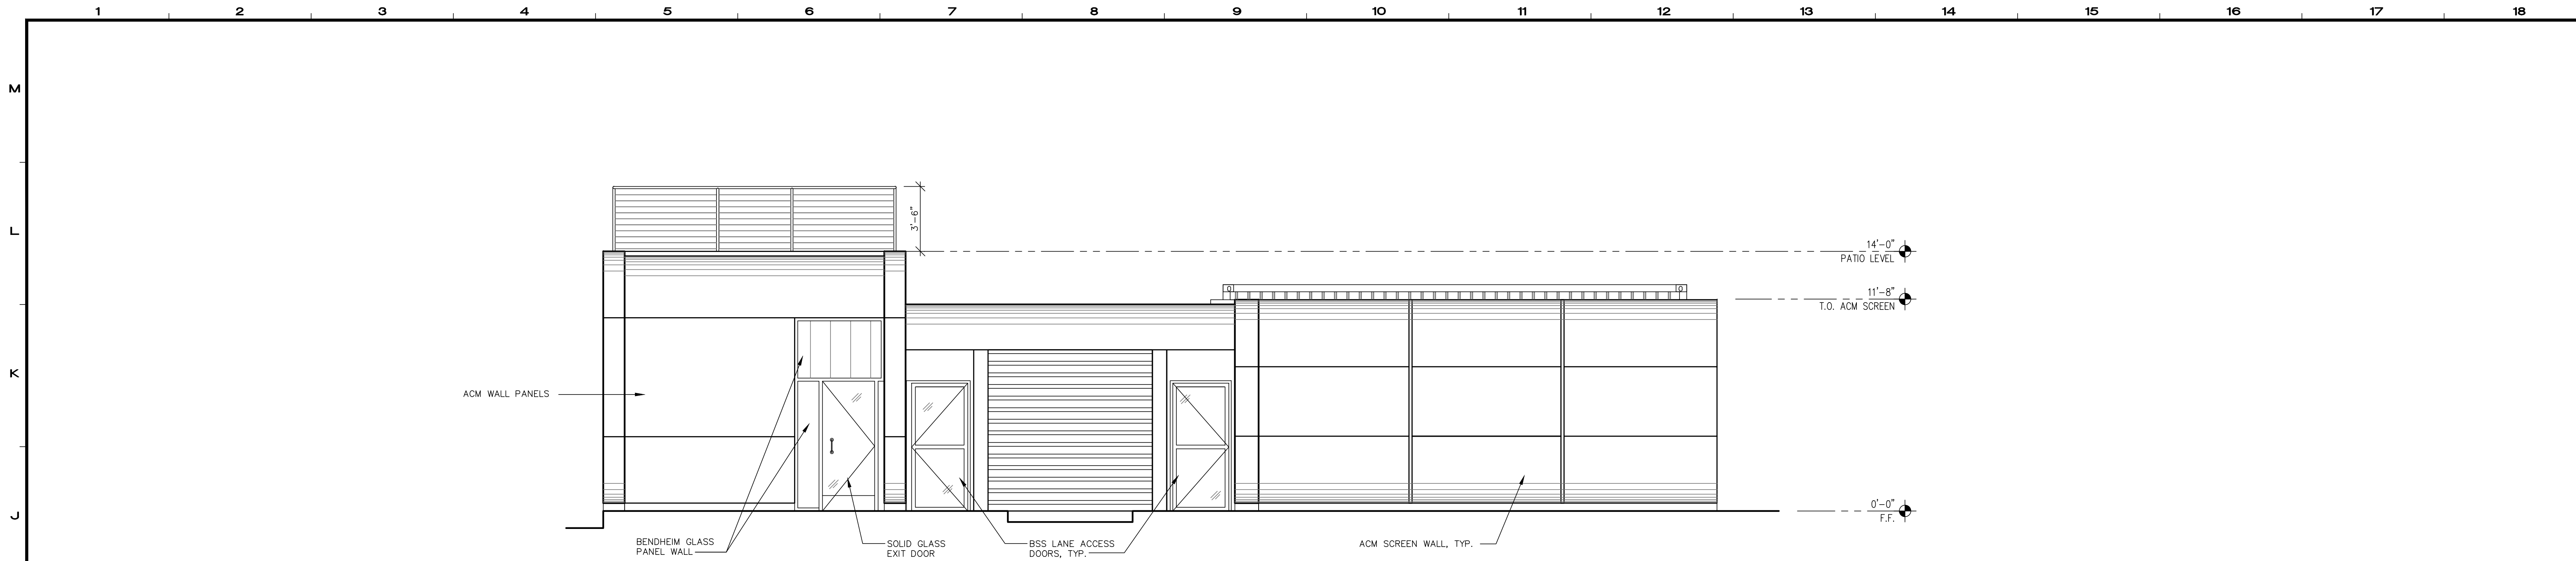 1 2 3 4 5 6 7 8 9 10 11 12 13 14 15 16 17 18
M
L
K
J
3'-6"
14'-0"
PATIO LEVEL
11'-8"
T.O. ACM SCREEN
ACM WALL PANELS
0'-0"
F.F.
BENDHEIM GLASS
PANEL WALL
SOLID GLASS
EXIT DOOR
BSS LANE ACCESS
DOORS, TYP.
ACM SCREEN WALL, TYP.